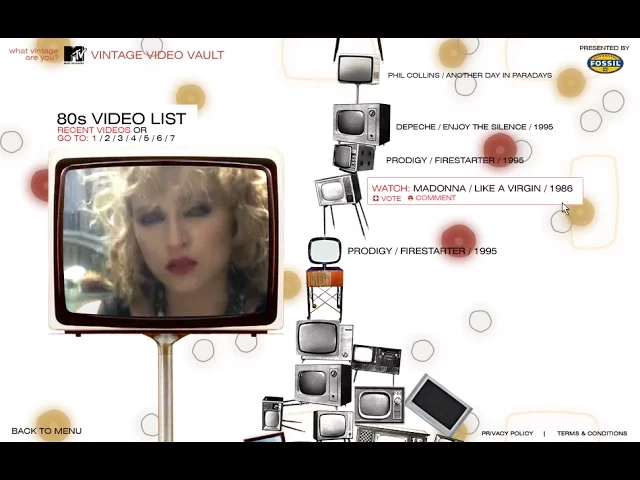 what vintage
are you?
MTV
VINTAGE VIDEO VAULT
PRESENTED BY
FOSSIL
80s VIDEO LIST
RECENT VIDEOS OR
GO TO: 1 / 2 / 3 / 4 / 5 / 6 / 7
PHIL COLLINS / ANOTHER DAY IN PARADAYS
DEPECHE / ENJOY THE SILENCE / 1995
PRODIGY / FIRESTARTER / 1995
WATCH: MADONNA / LIKE A VIRGIN / 1986
VOTE COMMENT
PRODIGY / FIRESTARTER / 1995
BACK TO MENU
PRIVACY POLICY | TERMS & CONDITIONS